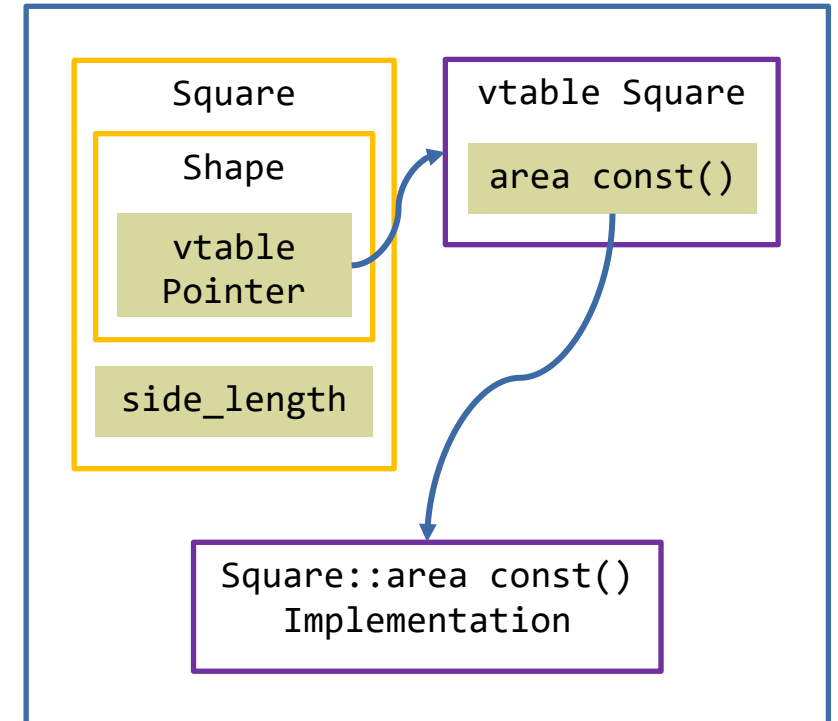 Square
Shape
vtable
Pointer
side_length
vtable Square
area const()
Square::area const()
Implementation